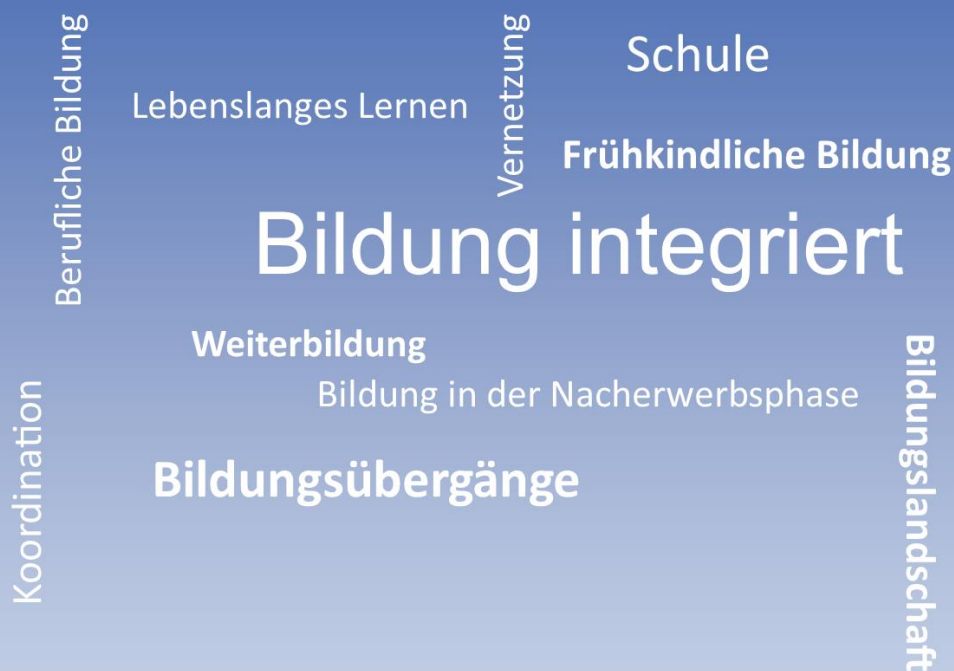 Berufliche Bildung
Lebenslanges Lernen
Vernetzung
Schule
Frühkindliche Bildung
Bildung integriert
Weiterbildung
Bildung in der Nacherwerbsphase
Koordination
Bildungsübergänge
Bildungslandschaft